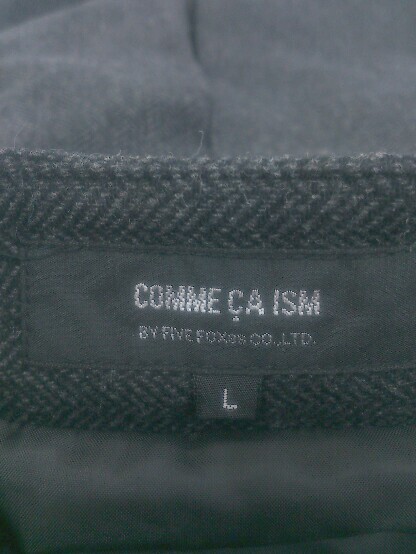 COMME ÇA ISM
BY FIVE FOXes CO.,LTD.
L